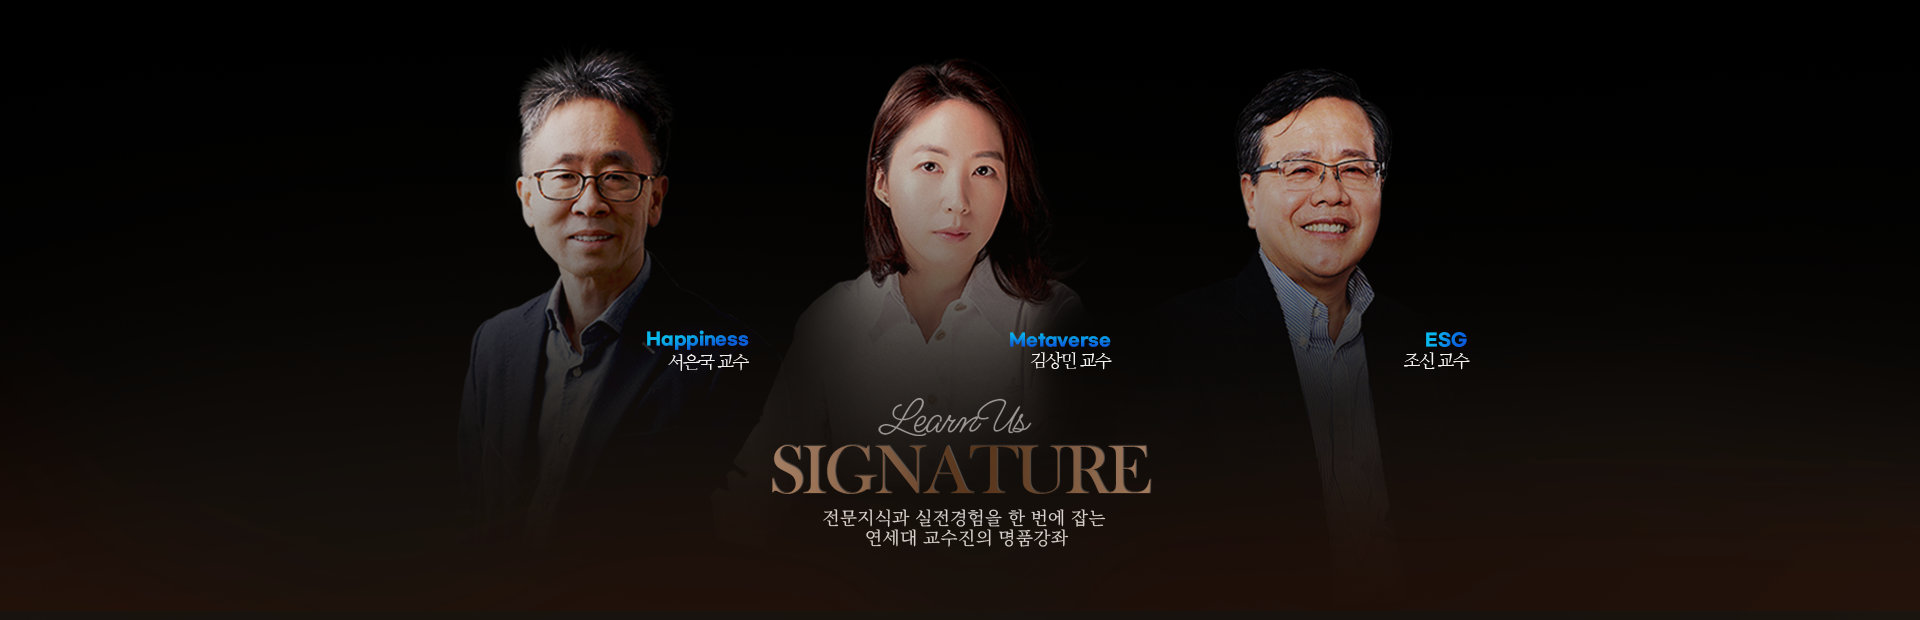 Happiness
서은국 교수
Metaverse
김상민 교수
ESG
조신 교수
Learn Us
SIGNATURE
전문지식과 실전경험을 한 번에 잡는
연세대 교수진의 명품강좌